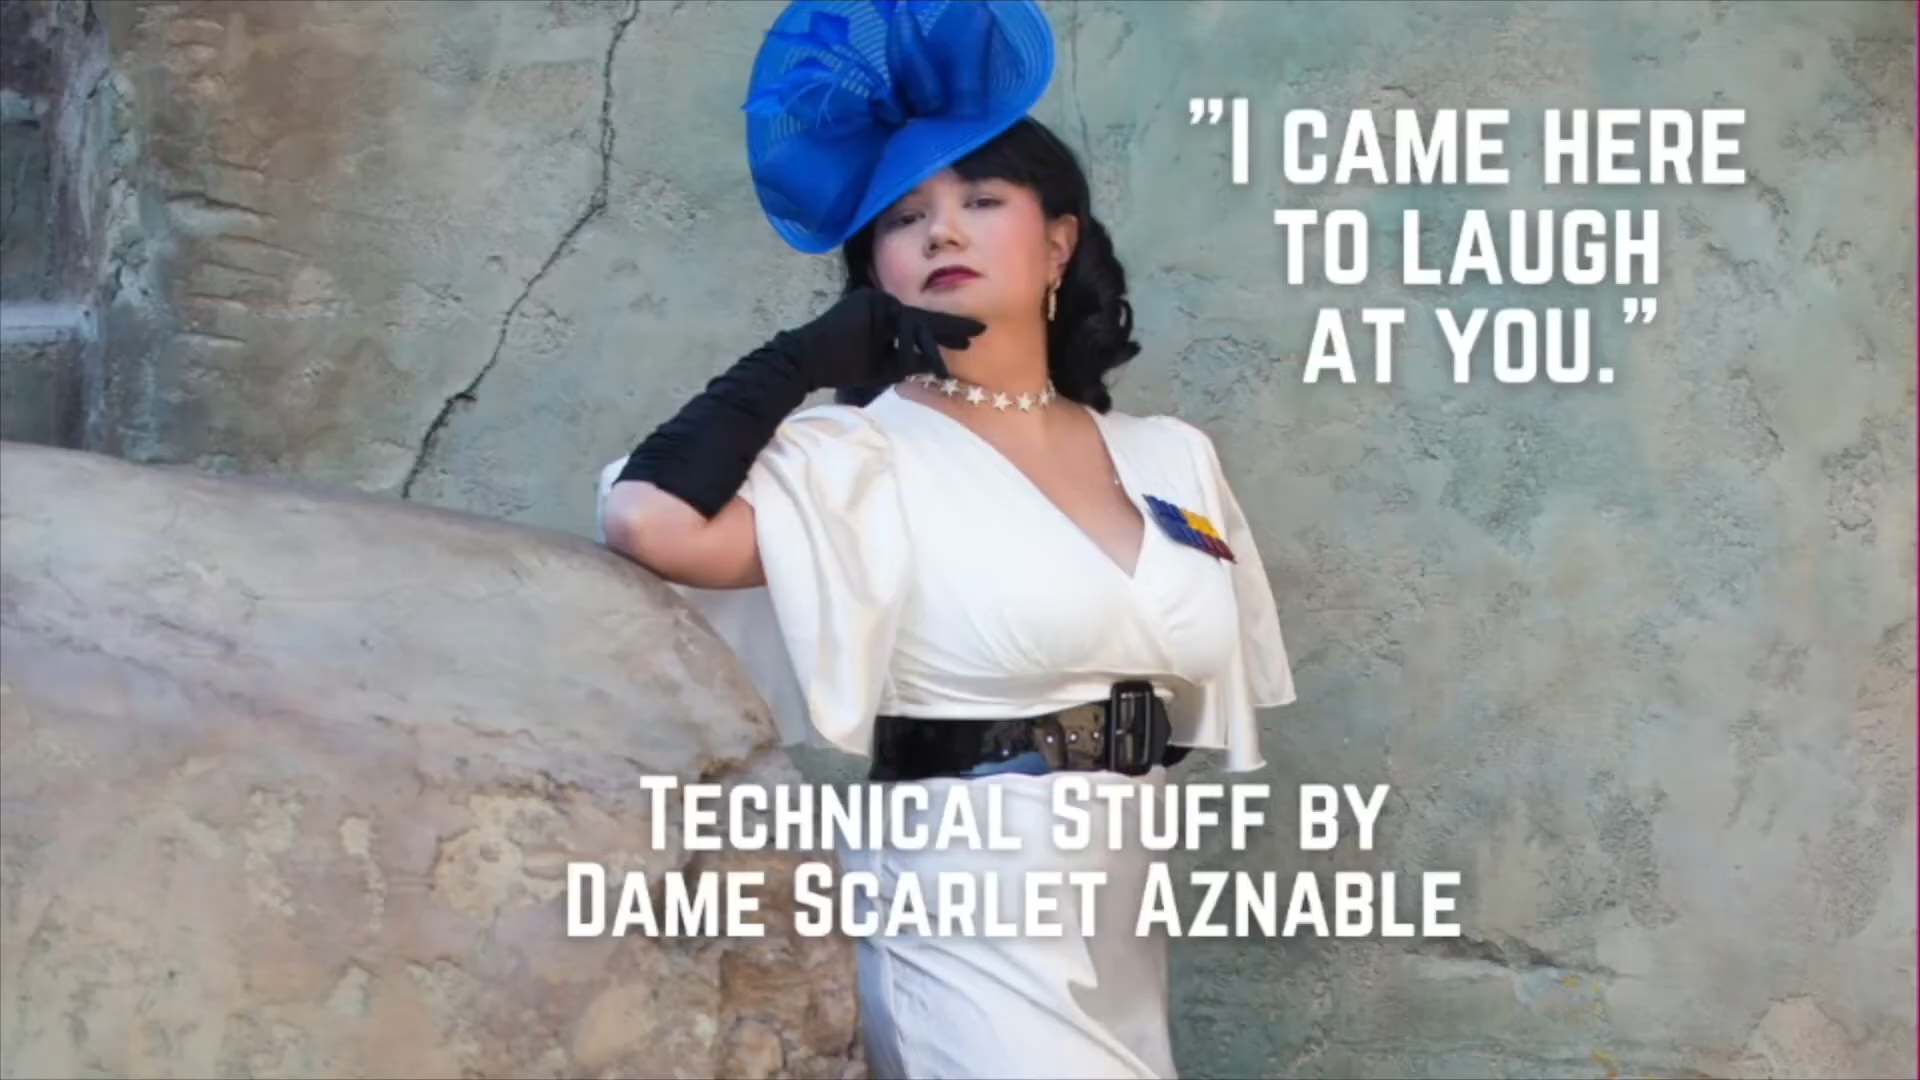 ”I came here
to laugh
at you.”
Technical Stuff by
Dame Scarlet Aznable